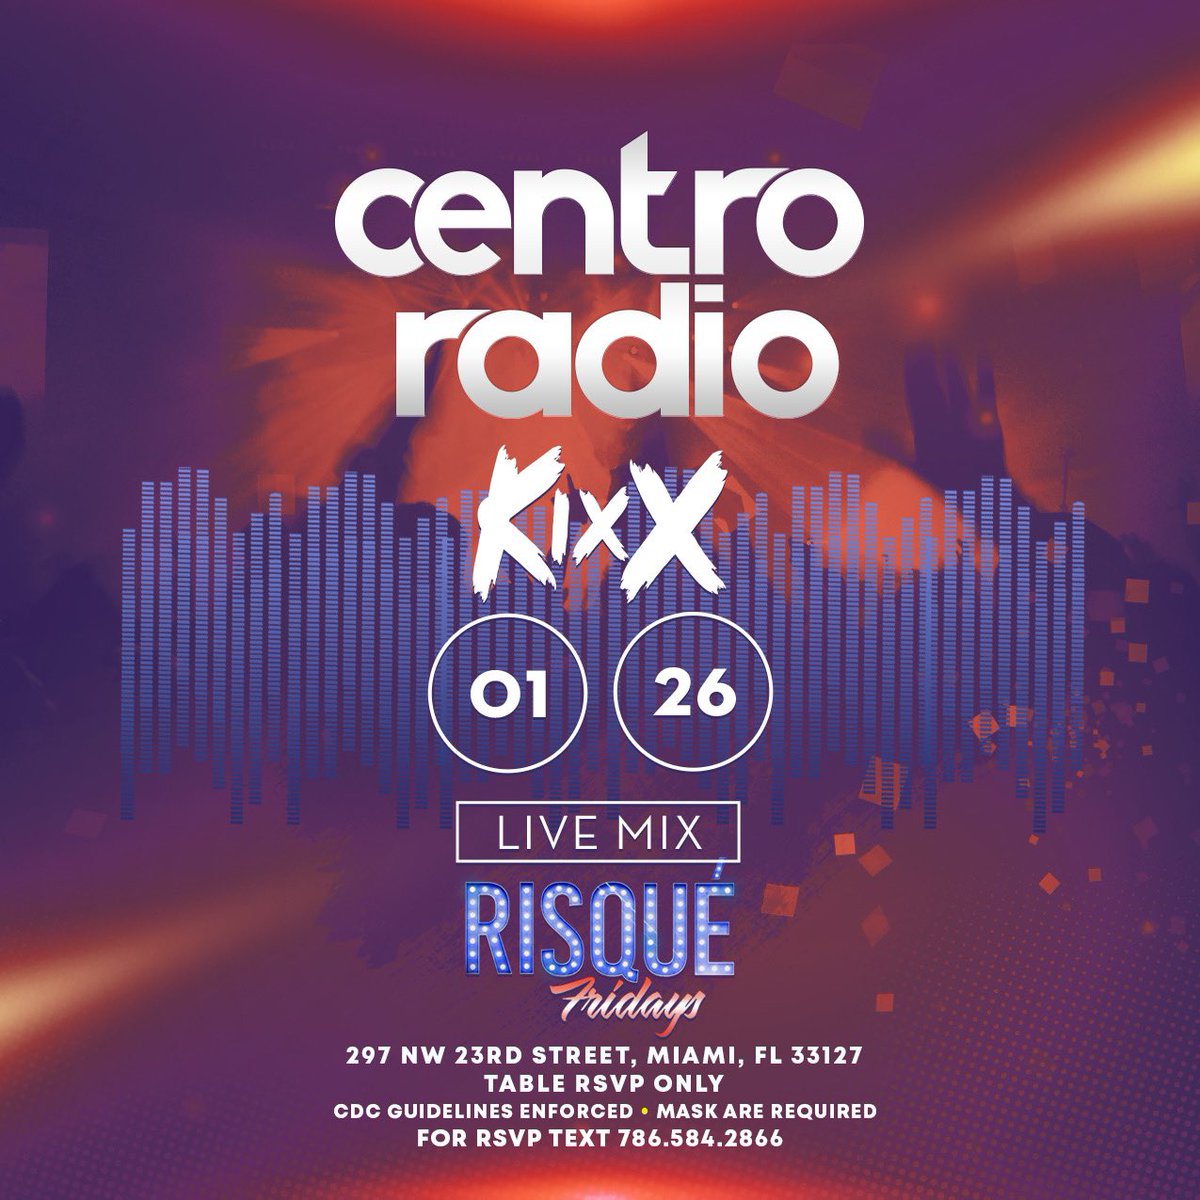 centro
radio
KixX
01 26
LIVE MIX
RISQUÉ
Fridays
297 NW 23RD STREET, MIAMI, FL 33127
TABLE RSVP ONLY
CDC GUIDELINES ENFORCED • MASK ARE REQUIRED
FOR RSVP TEXT 786.584.2866